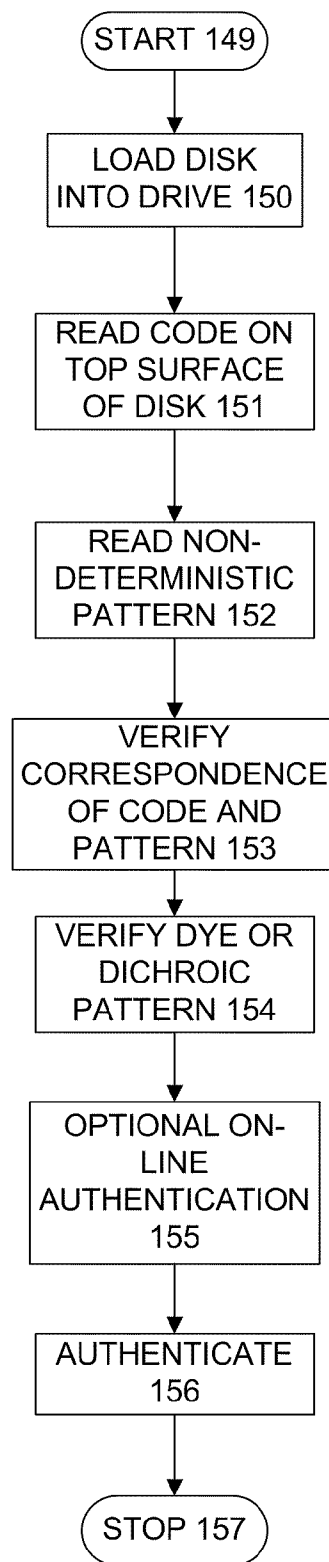 START 149
LOAD DISK
INTO DRIVE 150
READ CODE ON
TOP SURFACE
OF DISK 151
READ NON-
DETERMINISTIC
PATTERN 152
VERIFY
CORRESPONDENCE
OF CODE AND
PATTERN 153
VERIFY DYE OR
DICHROIC
PATTERN 154
OPTIONAL ON-
LINE
AUTHENTICATION
155
AUTHENTICATE
156
STOP 157